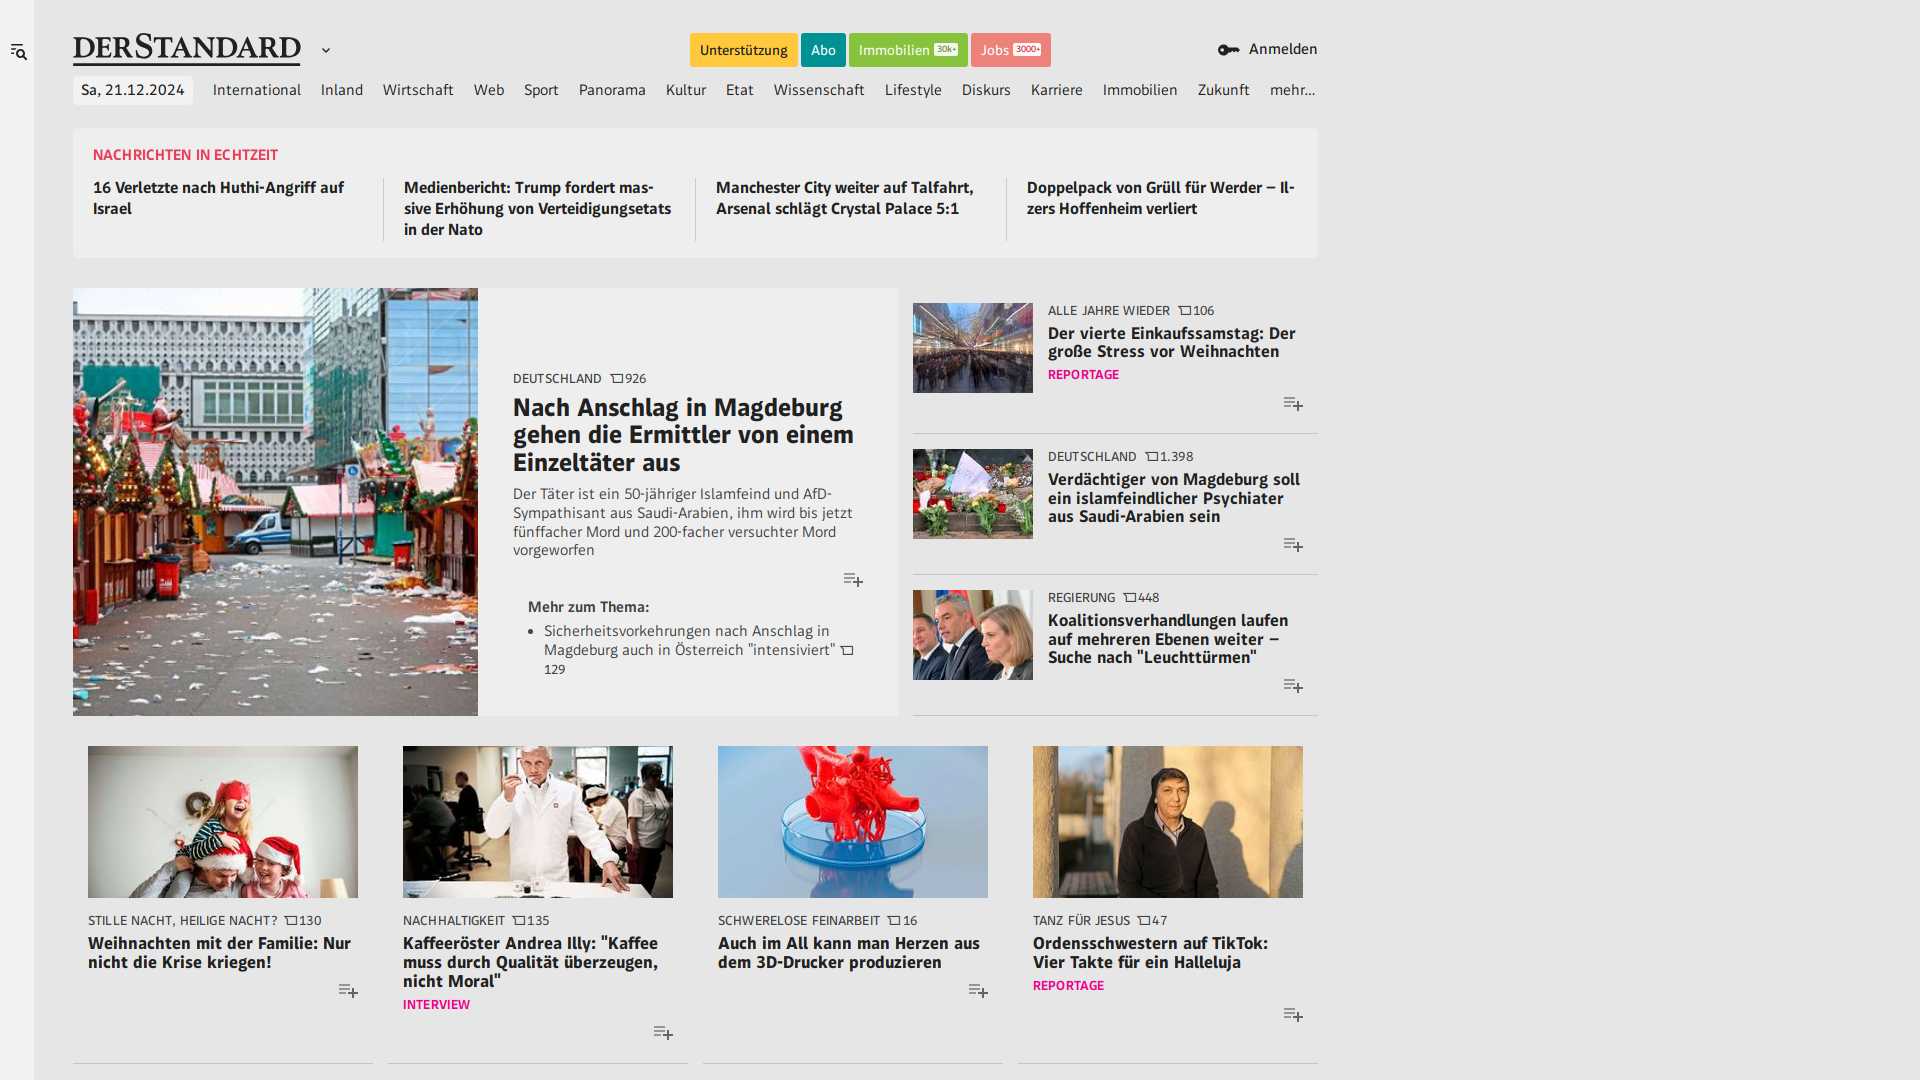 DERSTANDARD
Unterstützung
Abo
Immobilien 30k+
Jobs 3000+
Anmelden
Sa, 21.12.2024
International
Inland
Wirtschaft
Web
Sport
Panorama
Kultur
Etat
Wissenschaft
Lifestyle
Diskurs
Karriere
Immobilien
Zukunft
mehr...
NACHRICHTEN IN ECHTZEIT
16 Verletzte nach Huthi-Angriff auf
Israel
Medienbericht: Trump fordert mas-
sive Erhöhung von Verteidigungsetats
in der Nato
Manchester City weiter auf Talfahrt,
Arsenal schlägt Crystal Palace 5:1
Doppelpack von Grüll für Werder – Il-
zers Hoffenheim verliert
DEUTSCHLAND 926
Nach Anschlag in Magdeburg
gehen die Ermittler von einem
Einzeltäter aus
Der Täter ist ein 50-jähriger Islamfeind und AfD-
Sympathisant aus Saudi-Arabien, ihm wird bis jetzt
fünffacher Mord und 200-facher versuchter Mord
vorgeworfen
Mehr zum Thema:
• Sicherheitsvorkehrungen nach Anschlag in
Magdeburg auch in Österreich "intensiviert"
129
ALLE JAHRE WIEDER 106
Der vierte Einkaufssamstag: Der
große Stress vor Weihnachten
REPORTAGE
DEUTSCHLAND 1.398
Verdächtiger von Magdeburg soll
ein islamfeindlicher Psychiater
aus Saudi-Arabien sein
REGIERUNG 448
Koalitionsverhandlungen laufen
auf mehreren Ebenen weiter –
Suche nach "Leuchttürmen"
STILLE NACHT, HEILIGE NACHT? 130
Weihnachten mit der Familie: Nur
nicht die Krise kriegen!
NACHHALTIGKEIT 135
Kaffeeröster Andrea Illy: "Kaffee
muss durch Qualität überzeugen,
nicht Moral"
INTERVIEW
SCHWERELOSE FEINARBEIT 16
Auch im All kann man Herzen aus
dem 3D-Drucker produzieren
TANZ FÜR JESUS 47
Ordensschwestern auf TikTok:
Vier Takte für ein Halleluja
REPORTAGE